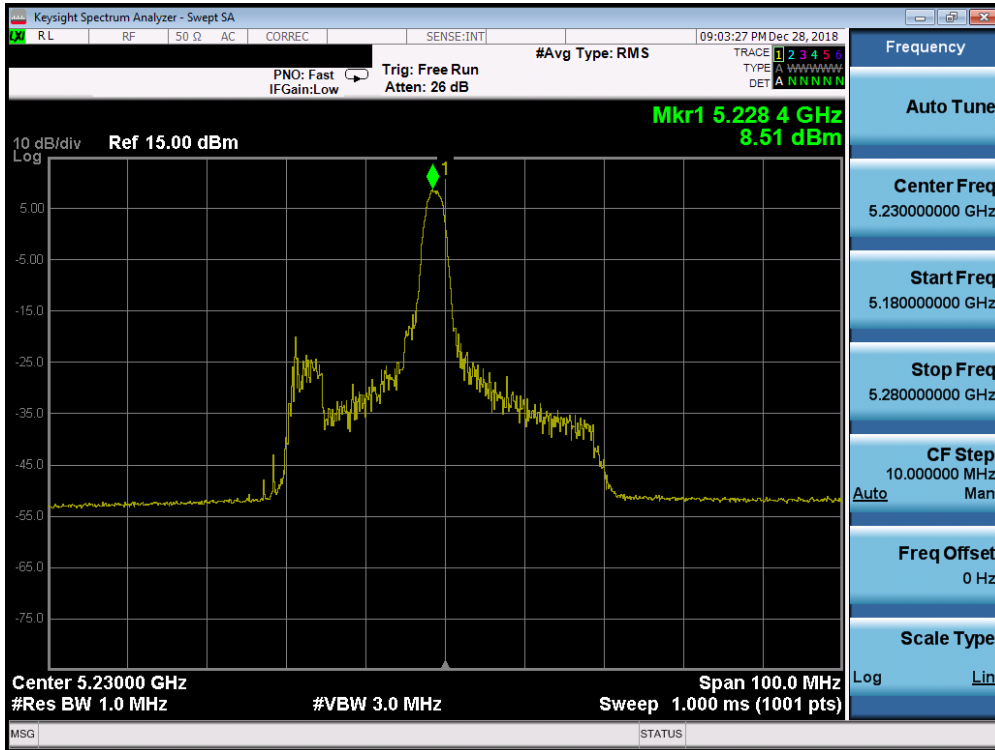 Keysight Spectrum Analyzer - Swept SA
LXI RL RF 50 Ω AC CORREC SENSE:INT 09:03:27 PM Dec 28, 2018
#Avg Type: RMS TRACE 1 2 3 4 5 6
PNO: Fast Trig: Free Run TYPE A WWWWW
IFGain:Low Atten: 26 dB DET A N N N N N
Mkr1 5.228 4 GHz
8.51 dBm
10 dB/div Ref 15.00 dBm
Log
1
5.00
-5.00
-15.0
-25.0
-35.0
-45.0
-55.0
-65.0
-75.0
Center 5.23000 GHz Span 100.0 MHz
#Res BW 1.0 MHz #VBW 3.0 MHz Sweep 1.000 ms (1001 pts)
MSG STATUS
Frequency
Auto Tune
Center Freq
5.230000000 GHz
Start Freq
5.180000000 GHz
Stop Freq
5.280000000 GHz
CF Step
10.000000 MHz
Auto Man
Freq Offset
0 Hz
Scale Type
Log Lin